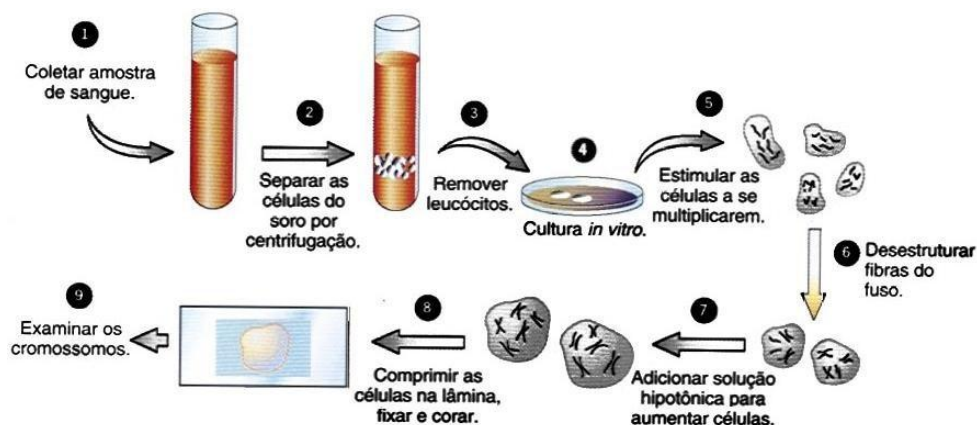 1
Coletar amostra
de sangue.
2
Separar as
células do
soro por
centrifugação.
3
Remover
leucócitos.
4
Cultura in vitro.
5
Estimular as
células a se
multiplicarem.
6 Desestruturar
fibras do
fuso.
7
Adicionar solução
hipotônica para
aumentar células.
8
Comprimir as
células na lâmina,
fixar e corar.
9
Examinar os
cromossomos.